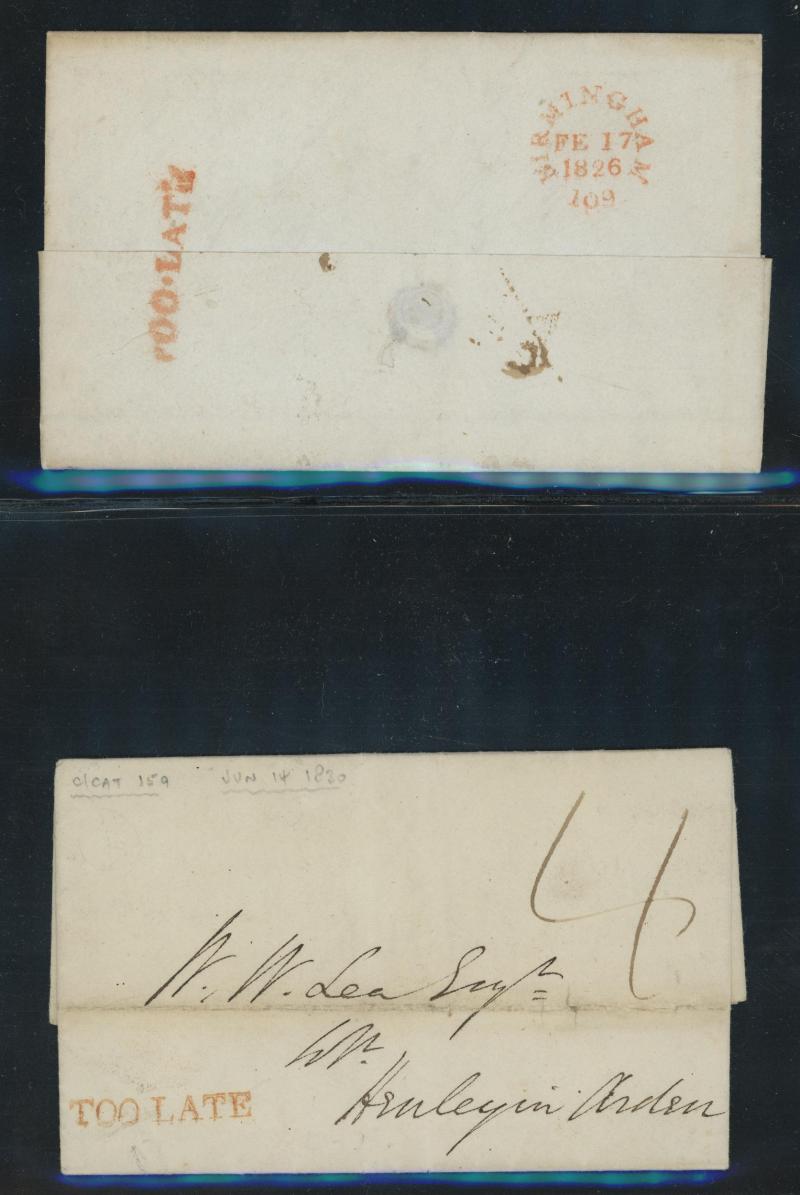 BIRMINGHAM
FE 17
1826
109
TOO·LATE
C/CAT 159 JUN 14 1830
4
W. W. Lea Esqr
Henley in Arden
TOO LATE